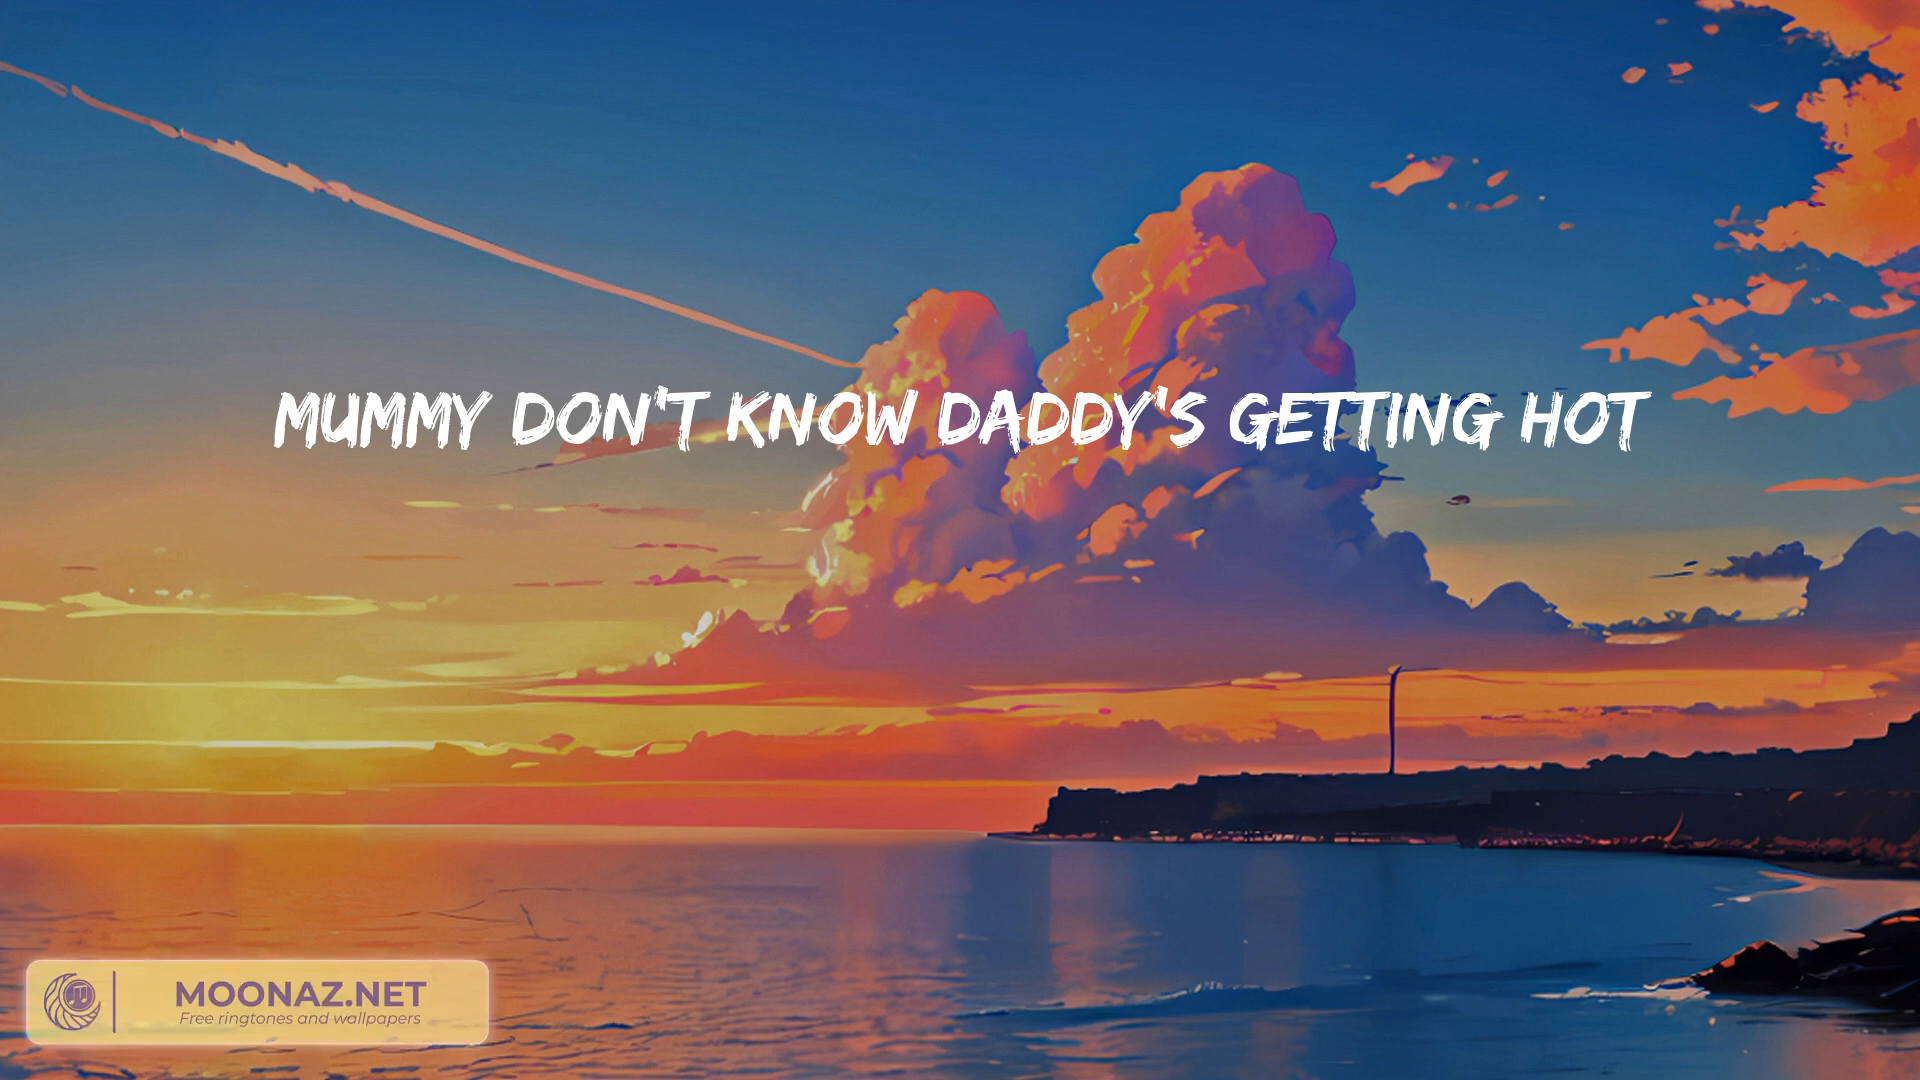 MUMMY DON'T KNOW DADDY'S GETTING HOT
MOONAZ.NET
Free ringtones and wallpapers